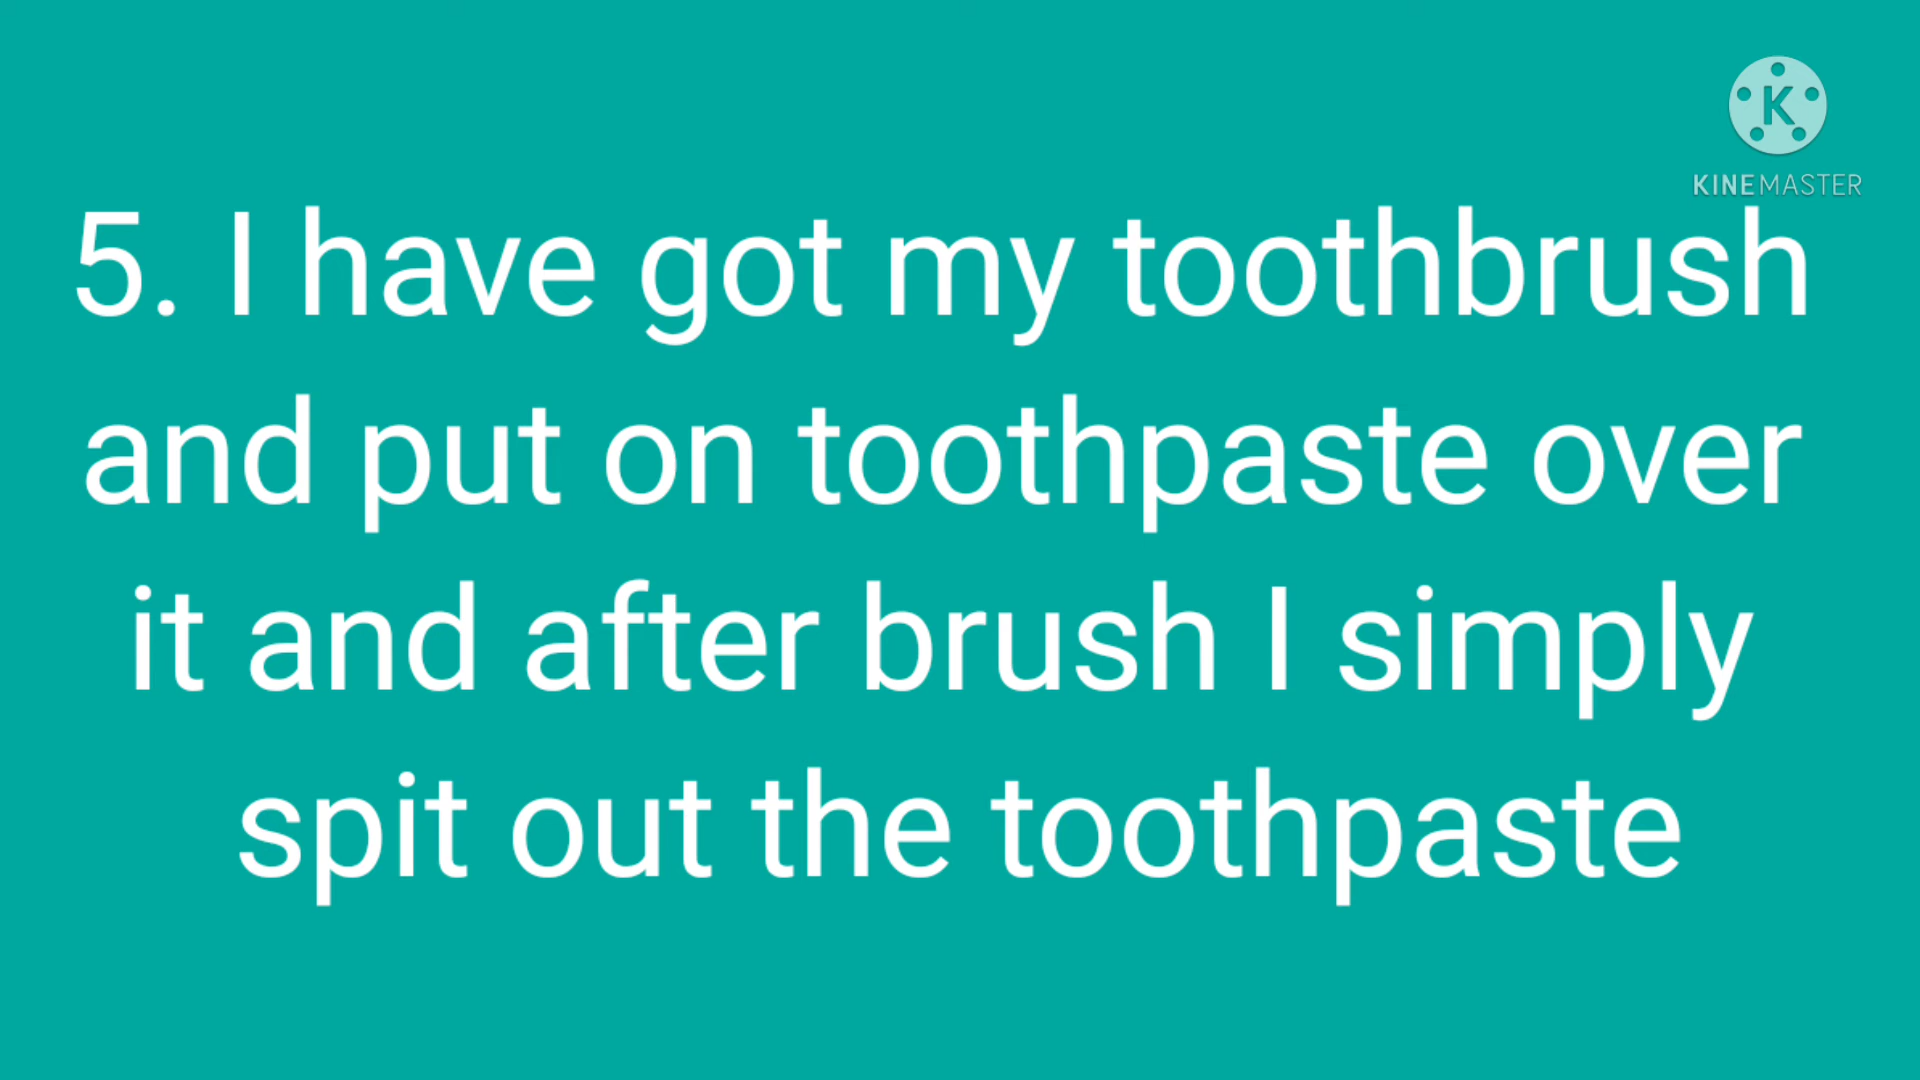 KINEMASTER
5. I have got my toothbrush
and put on toothpaste over
it and after brush I simply
spit out the toothpaste